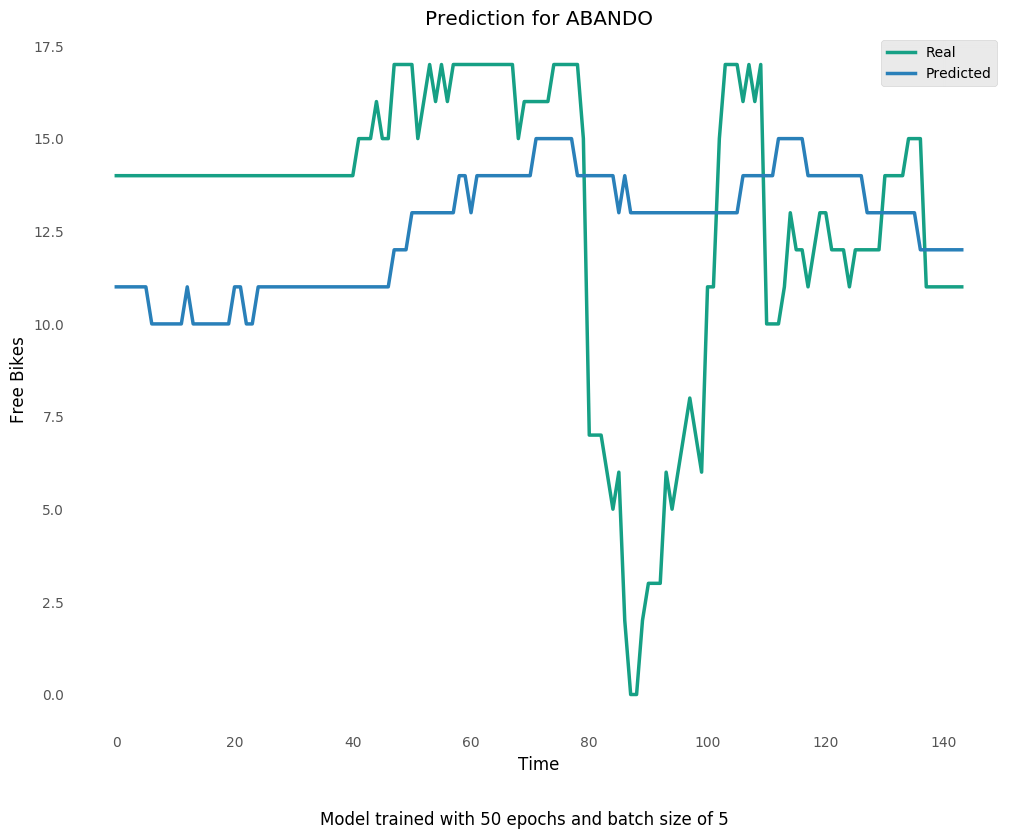 Prediction for ABANDO
Real
Predicted
17.5
15.0
12.5
10.0
7.5
5.0
2.5
0.0
Free Bikes
0 20 40 60 80 100 120 140
Time
Model trained with 50 epochs and batch size of 5